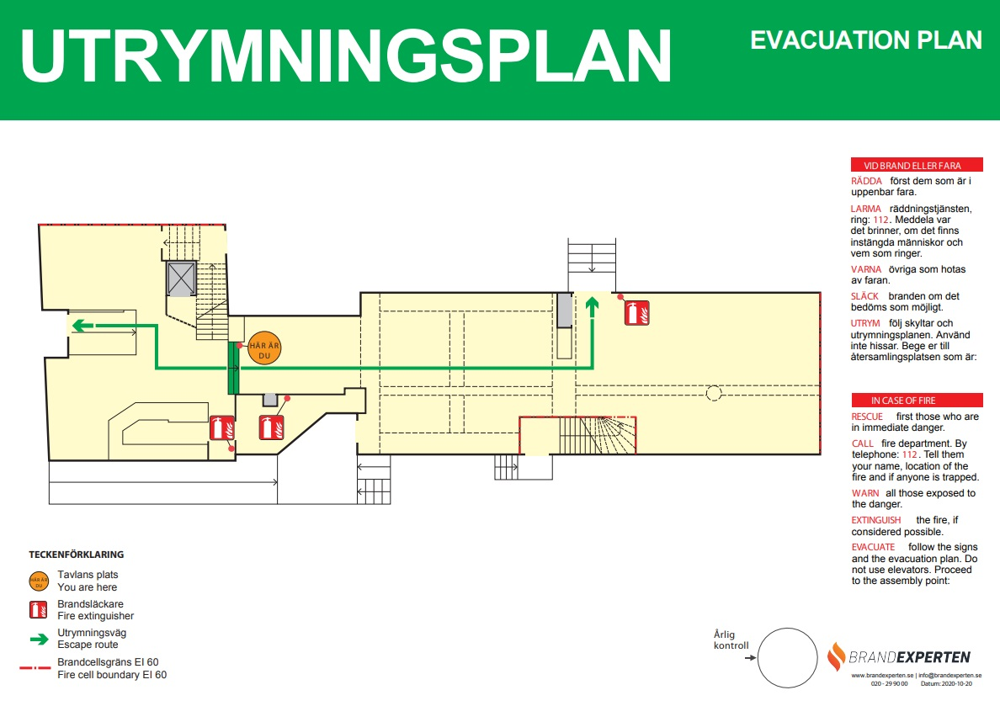 UTRYMNINGSPLAN
EVACUATION PLAN
VID BRAND ELLER FARA
RÄDDA först dem som är i
uppenbar fara.
LARMA räddningstjänsten,
ring: 112. Meddela var
det brinner, om det finns
instängda människor och
vem som ringer.
VARNA övriga som hotas
av faran.
SLÄCK branden om det
bedöms som möjligt.
UTRYM följ skyltar och
utrymningsplanen. Använd
inte hissar. Bege er till
återsamlingsplatsen som är:
HÄR ÄR
DU
IN CASE OF FIRE
RESCUE first those who are
in immediate danger.
CALL fire department. By
telephone: 112. Tell them
your name, location of the
fire and if anyone is trapped.
WARN all those exposed to
the danger.
EXTINGUISH the fire, if
considered possible.
EVACUATE follow the signs
and the evacuation plan. Do
not use elevators. Proceed
to the assembly point:
TECKENFÖRKLARING
HÄR ÄR
DU
Tavlans plats
You are here
Brandsläckare
Fire extinguisher
Utrymningsväg
Escape route
Brandcellsgräns EI 60
Fire cell boundary EI 60
Årlig
kontroll
BRANDEXPERTEN
www.brandexperten.se | info@brandexperten.se
020 - 29 90 00 Datum: 2020-10-20